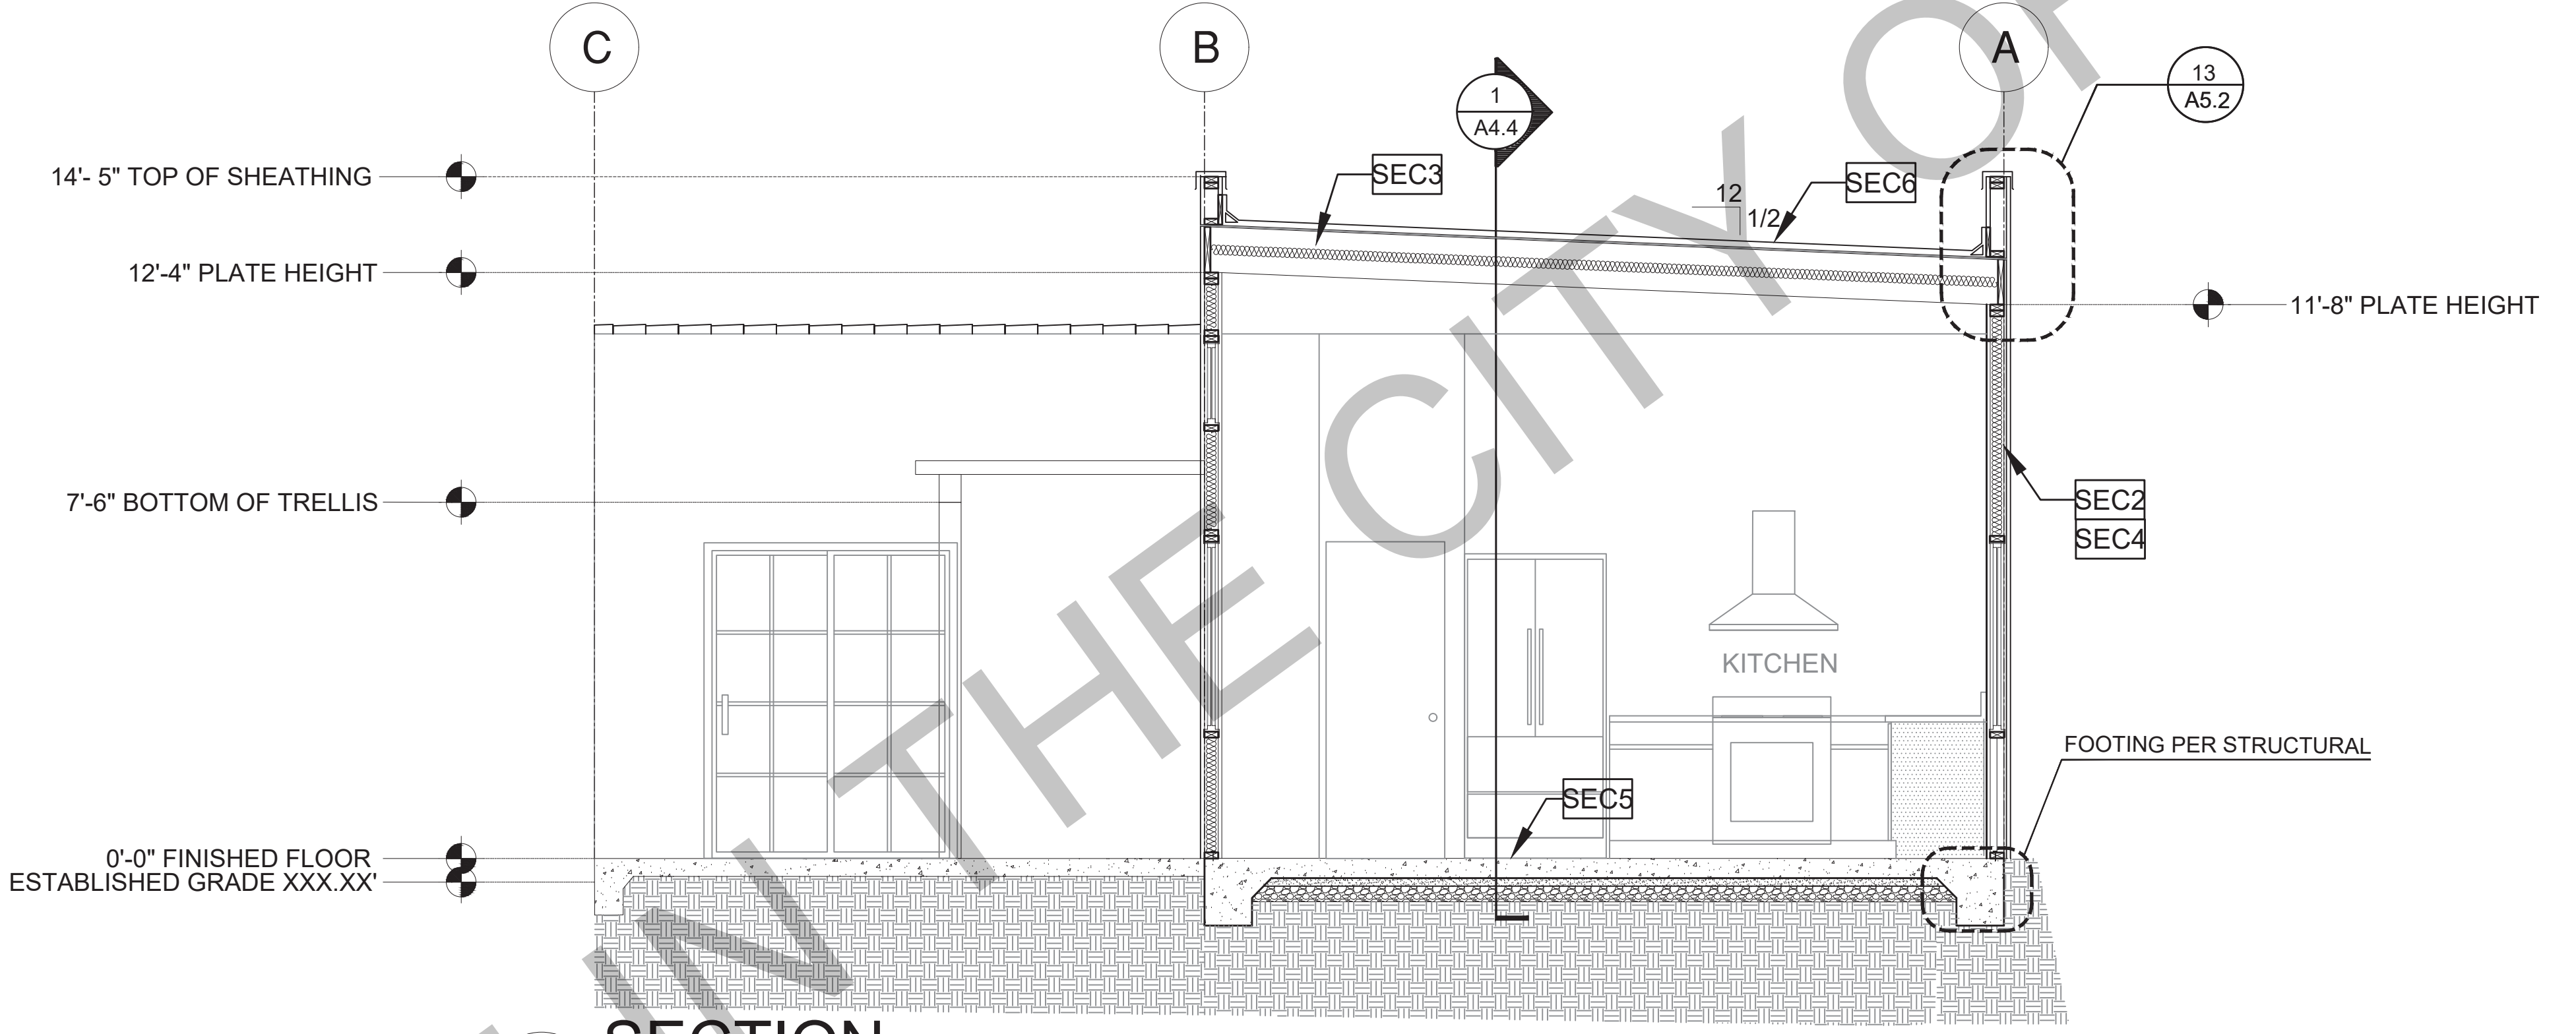 C
B
A
13
A5.2
1
A4.4
14'- 5" TOP OF SHEATHING
SEC3
12
1/2
SEC6
12'-4" PLATE HEIGHT
11'-8" PLATE HEIGHT
7'-6" BOTTOM OF TRELLIS
SEC2
SEC4
KITCHEN
FOOTING PER STRUCTURAL
SEC5
0'-0" FINISHED FLOOR
ESTABLISHED GRADE XXX.XX'
IN THE CITY OF
SECTION